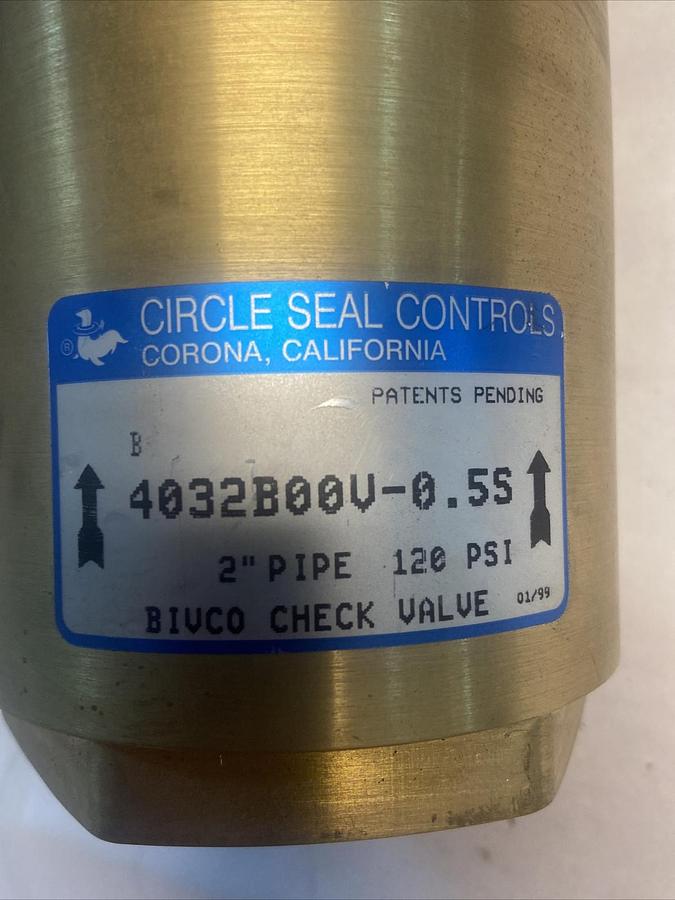 CIRCLE SEAL CONTROLS
®
CORONA, CALIFORNIA
PATENTS PENDING
B
4032B00V-0.5S
2" PIPE 120 PSI
BIVCO CHECK VALVE 01/99